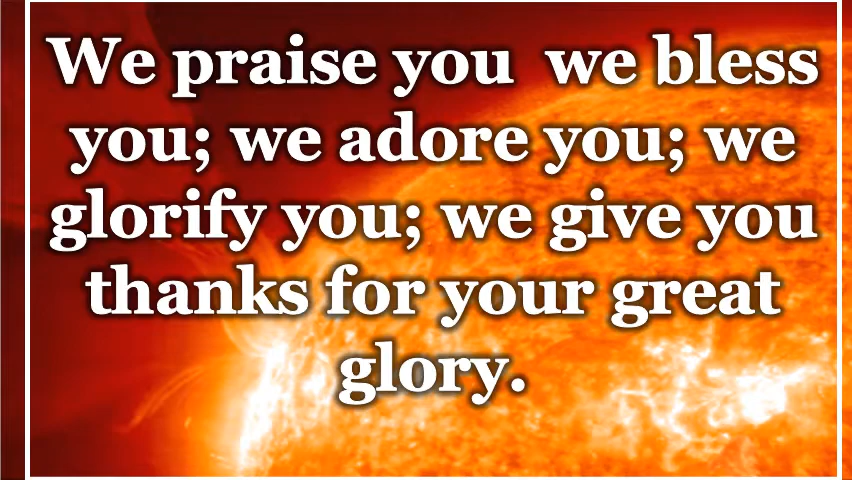 We praise you  we bless
you; we adore you; we
glorify you; we give you
thanks for your great
glory.